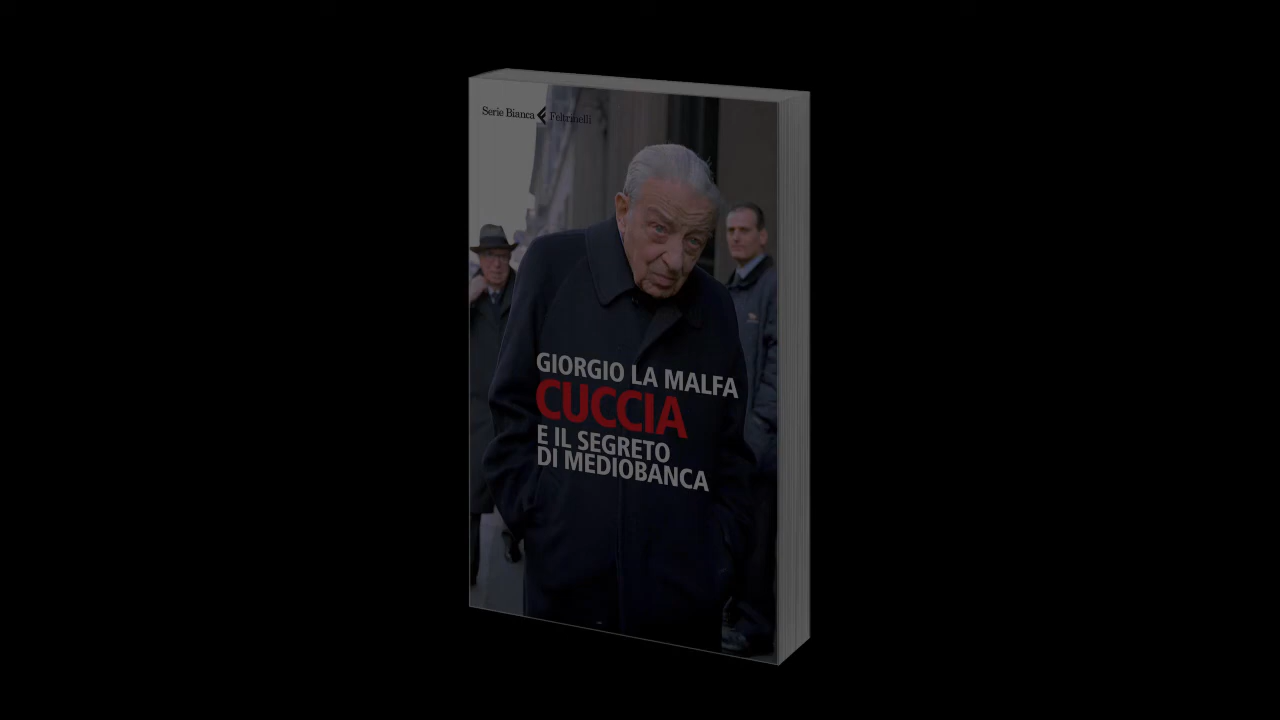 Serie Bianca Feltrinelli
GIORGIO LA MALFA
CUCCIA
E IL SEGRETO
DI MEDIOBANCA